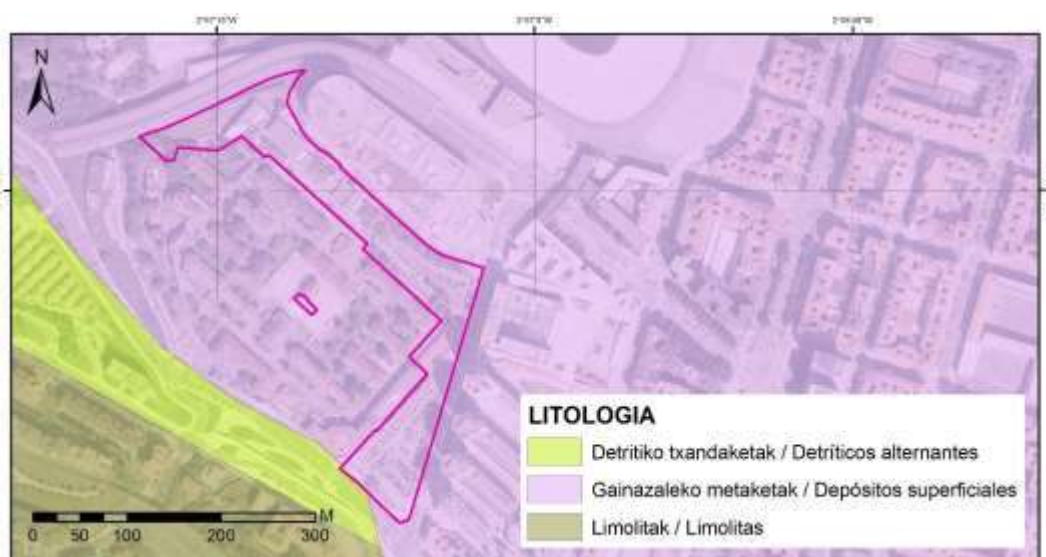 N
LITOLOGIA
Detritiko txandaketak / Detríticos alternantes
Gainazaleko metaketak / Depósitos superficiales
Limolitak / Limolitas
M
0 50 100 200 300